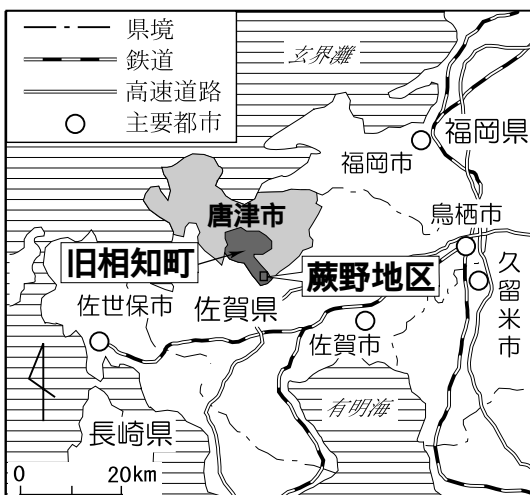 県境
鉄道
高速道路
主要都市
玄界灘
福岡県
福岡市
唐津市
鳥栖市
旧相知町
蕨野地区
久留米市
佐世保市
佐賀県
佐賀市
有明海
長崎県
0 20km